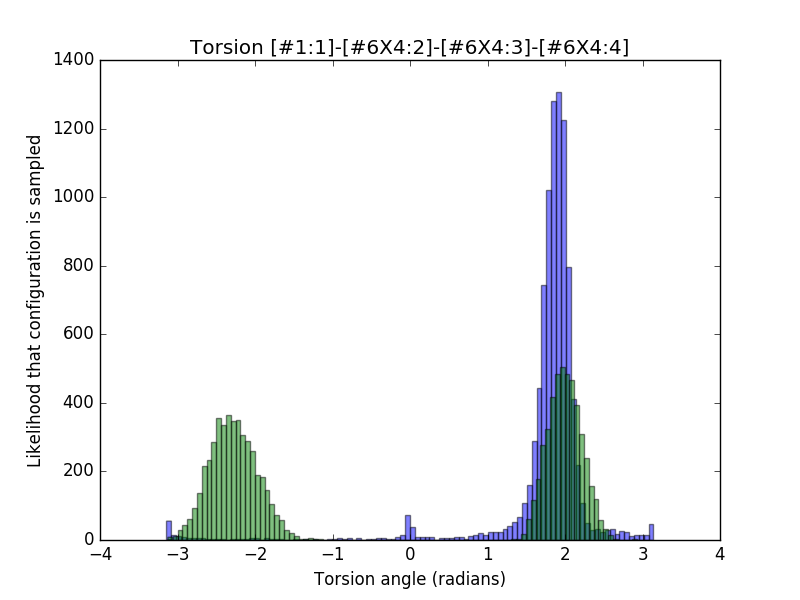 Torsion [#1:1]-[#6X4:2]-[#6X4:3]-[#6X4:4]
1400
1200
1000
800
600
400
200
0
Likelihood that configuration is sampled
−4 −3 −2 −1 0 1 2 3 4
Torsion angle (radians)